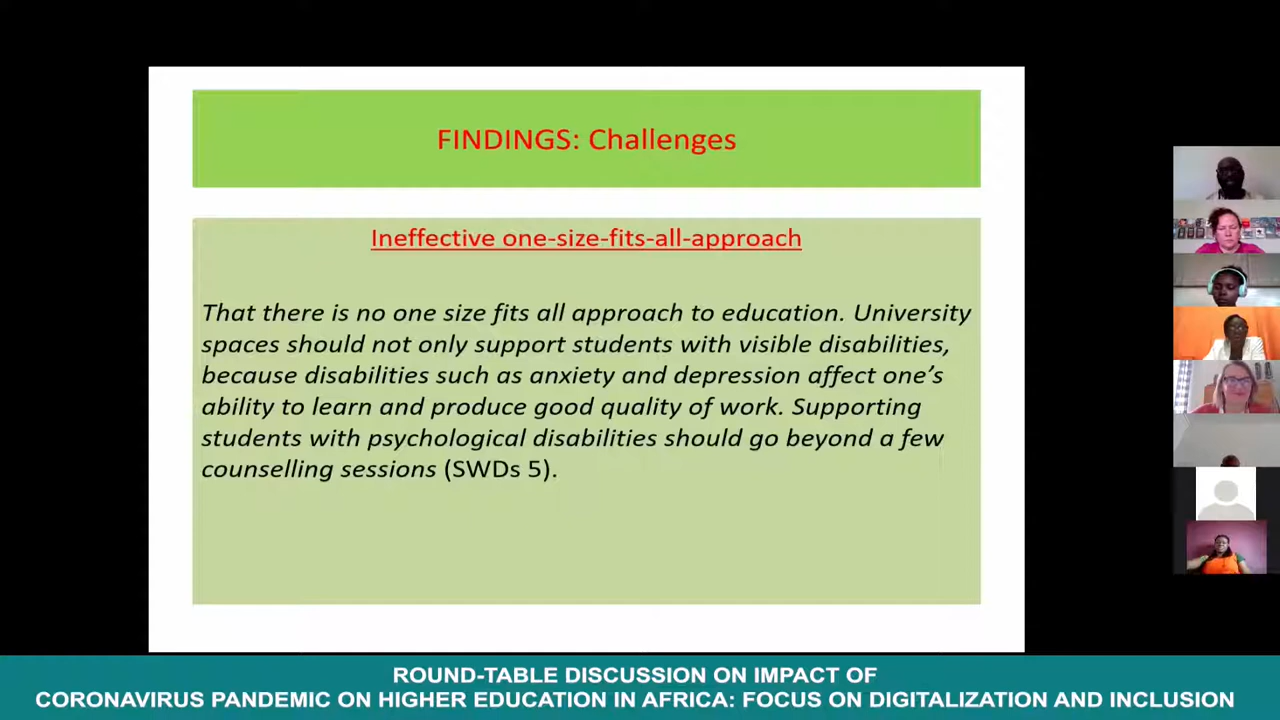 FINDINGS: Challenges
Ineffective one-size-fits-all-approach
That there is no one size fits all approach to education. University
spaces should not only support students with visible disabilities,
because disabilities such as anxiety and depression affect one’s
ability to learn and produce good quality of work. Supporting
students with psychological disabilities should go beyond a few
counselling sessions (SWDs 5).
ROUND-TABLE DISCUSSION ON IMPACT OF
CORONAVIRUS PANDEMIC ON HIGHER EDUCATION IN AFRICA: FOCUS ON DIGITALIZATION AND INCLUSION